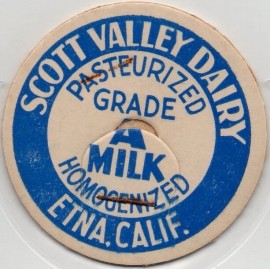 SCOTT VALLEY DAIRY
PASTEURIZED
GRADE
A
MILK
HOMOGENIZED
ETNA, CALIF.